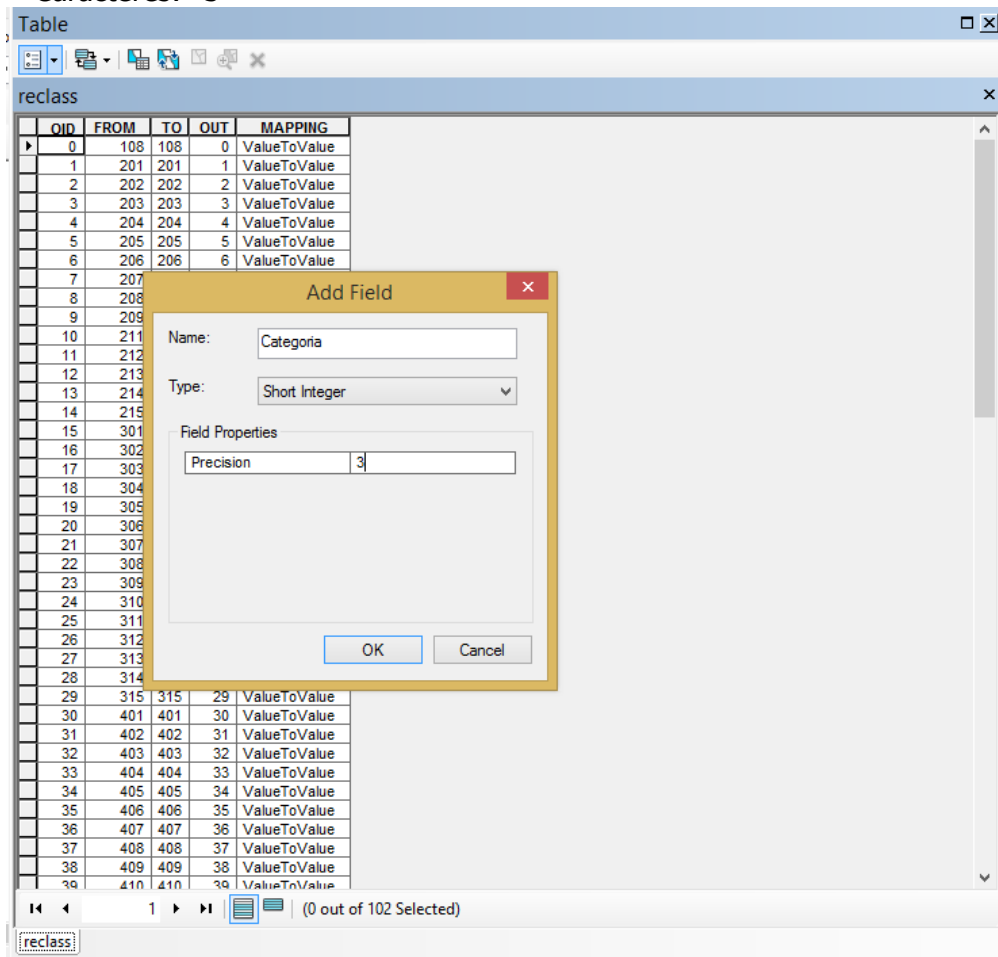 Table
reclass
OID FROM TO OUT MAPPING
0 108 108 0 ValueToValue
1 201 201 1 ValueToValue
2 202 202 2 ValueToValue
3 203 203 3 ValueToValue
4 204 204 4 ValueToValue
5 205 205 5 ValueToValue
6 206 206 6 ValueToValue
7 207
8 208
9 209
10 211
11 212
12 213
13 214
14 215
15 301
16 302
17 303
18 304
19 305
20 306
21 307
22 308
23 309
24 310
25 311
26 312
27 313
28 314
Add Field
Name: Categoria
Type: Short Integer
Field Properties
Precision 3
OK Cancel
29 315 315 29 ValueToValue
30 401 401 30 ValueToValue
31 402 402 31 ValueToValue
32 403 403 32 ValueToValue
33 404 404 33 ValueToValue
34 405 405 34 ValueToValue
35 406 406 35 ValueToValue
36 407 407 36 ValueToValue
37 408 408 37 ValueToValue
38 409 409 38 ValueToValue
39 410 410 39 ValueToValue
1 (0 out of 102 Selected)
reclass